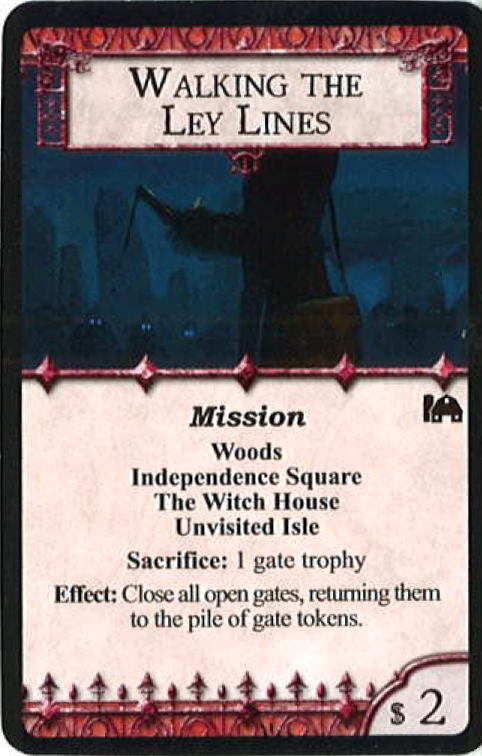 WALKING THE
LEY LINES
Mission
Woods
Independence Square
The Witch House
Unvisited Isle
Sacrifice: 1 gate trophy
Effect: Close all open gates, returning them
to the pile of gate tokens.
$ 2